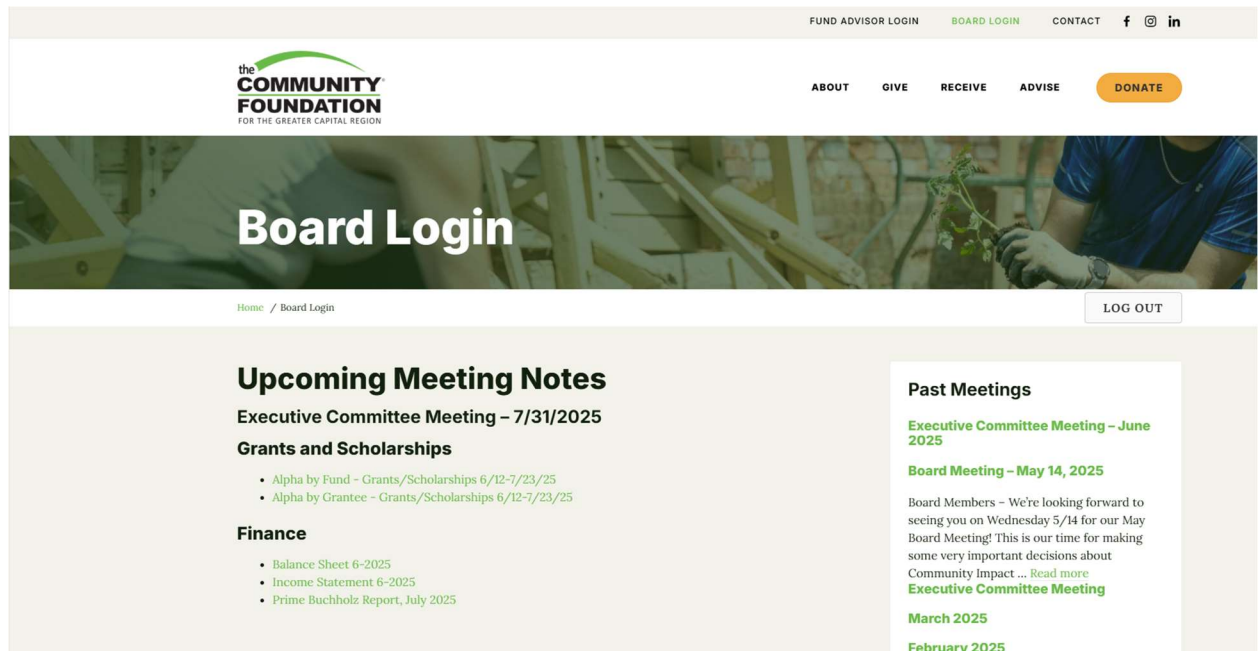 FUND ADVISOR LOGIN BOARD LOGIN CONTACT
the
COMMUNITY
FOUNDATION
FOR THE GREATER CAPITAL REGION
ABOUT GIVE RECEIVE ADVISE DONATE
Board Login
Home / Board Login
LOG OUT
Upcoming Meeting Notes
Executive Committee Meeting – 7/31/2025
Grants and Scholarships
• Alpha by Fund - Grants/Scholarships 6/12-7/23/25
• Alpha by Grantee - Grants/Scholarships 6/12-7/23/25
Finance
• Balance Sheet 6-2025
• Income Statement 6-2025
• Prime Buchholz Report, July 2025
Past Meetings
Executive Committee Meeting – June
2025
Board Meeting – May 14, 2025
Board Members – We're looking forward to
seeing you on Wednesday 5/14 for our May
Board Meeting! This is our time for making
some very important decisions about
Community Impact ... Read more
Executive Committee Meeting
March 2025
February 2025